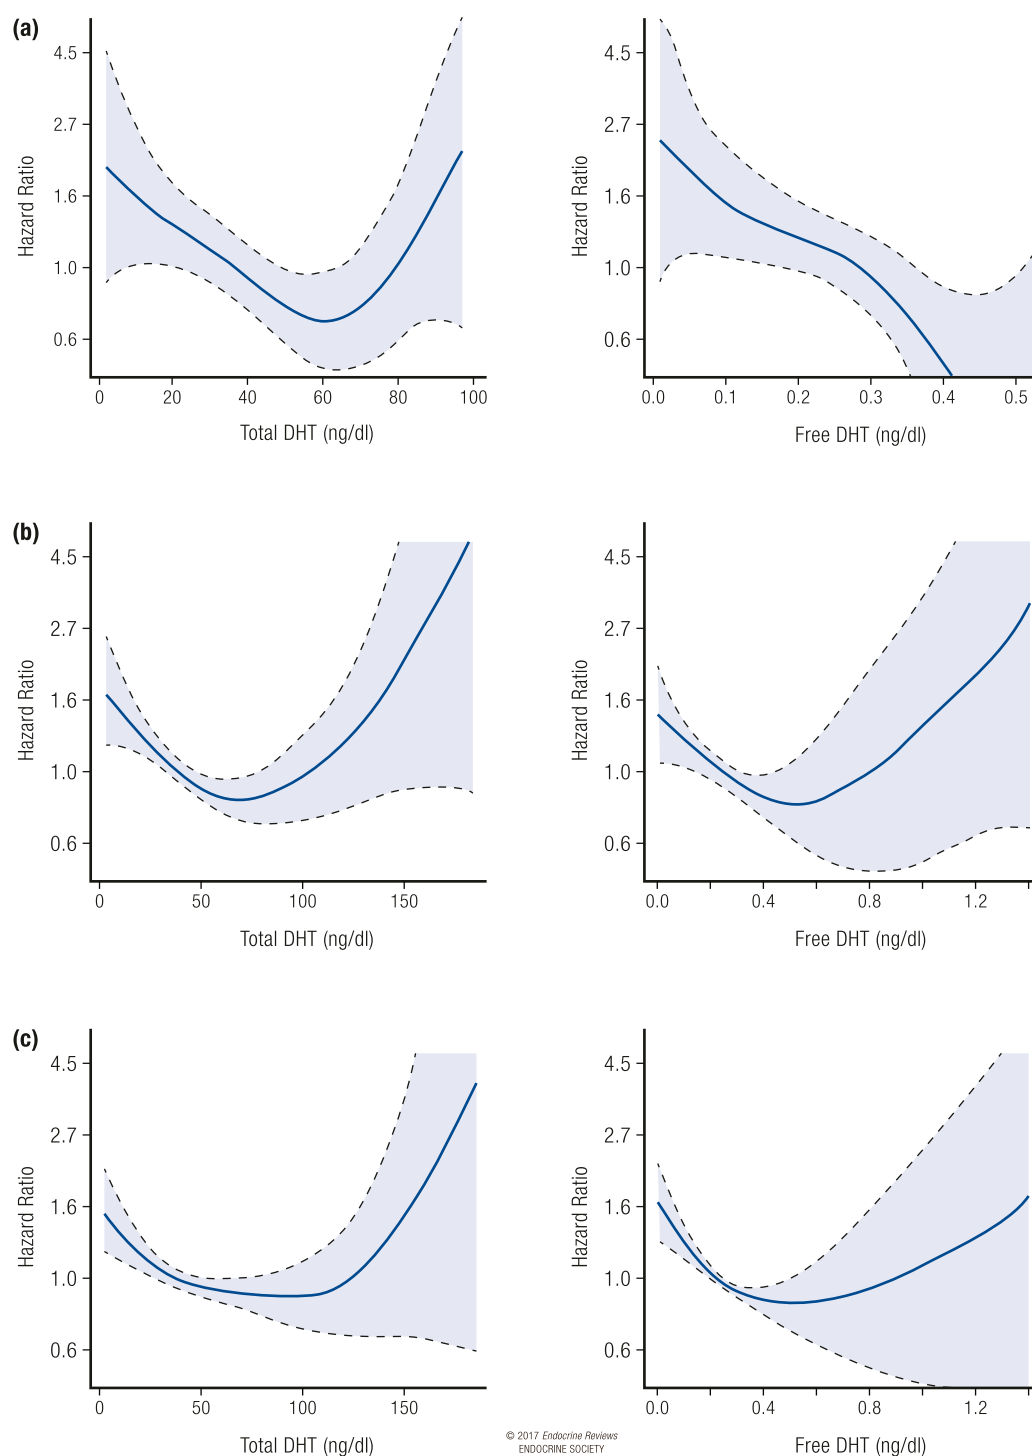 (a)
4.5
2.7
1.6
1.0
0.6
Hazard Ratio
0 20 40 60 80 100
Total DHT (ng/dl)
4.5
2.7
1.6
1.0
0.6
Hazard Ratio
0.0 0.1 0.2 0.3 0.4 0.5
Free DHT (ng/dl)
(b)
4.5
2.7
1.6
1.0
0.6
Hazard Ratio
0 50 100 150
Total DHT (ng/dl)
4.5
2.7
1.6
1.0
0.6
Hazard Ratio
0.0 0.4 0.8 1.2
Free DHT (ng/dl)
(c)
4.5
2.7
1.6
1.0
0.6
Hazard Ratio
0 50 100 150
Total DHT (ng/dl)
4.5
2.7
1.6
1.0
0.6
Hazard Ratio
0.0 0.4 0.8 1.2
Free DHT (ng/dl)
© 2017 Endocrine Reviews
ENDOCRINE SOCIETY